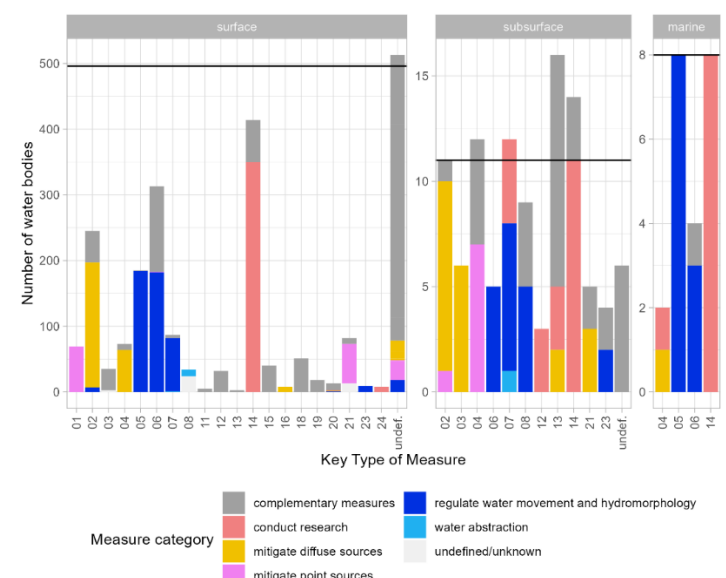 surface
subsurface
marine
Number of water bodies
500
400
300
200
100
0
15
10
5
0
8
6
4
2
0
01 02 03 04 05 06 07 08 11 12 13 14 15 16 18 19 20 21 23 24 undef.
02 03 04 06 07 08 12 13 14 21 23 undef.
04 05 06 14
Key Type of Measure
Measure category
complementary measures
conduct research
mitigate diffuse sources
mitigate point sources
regulate water movement and hydromorphology
water abstraction
undefined/unknown